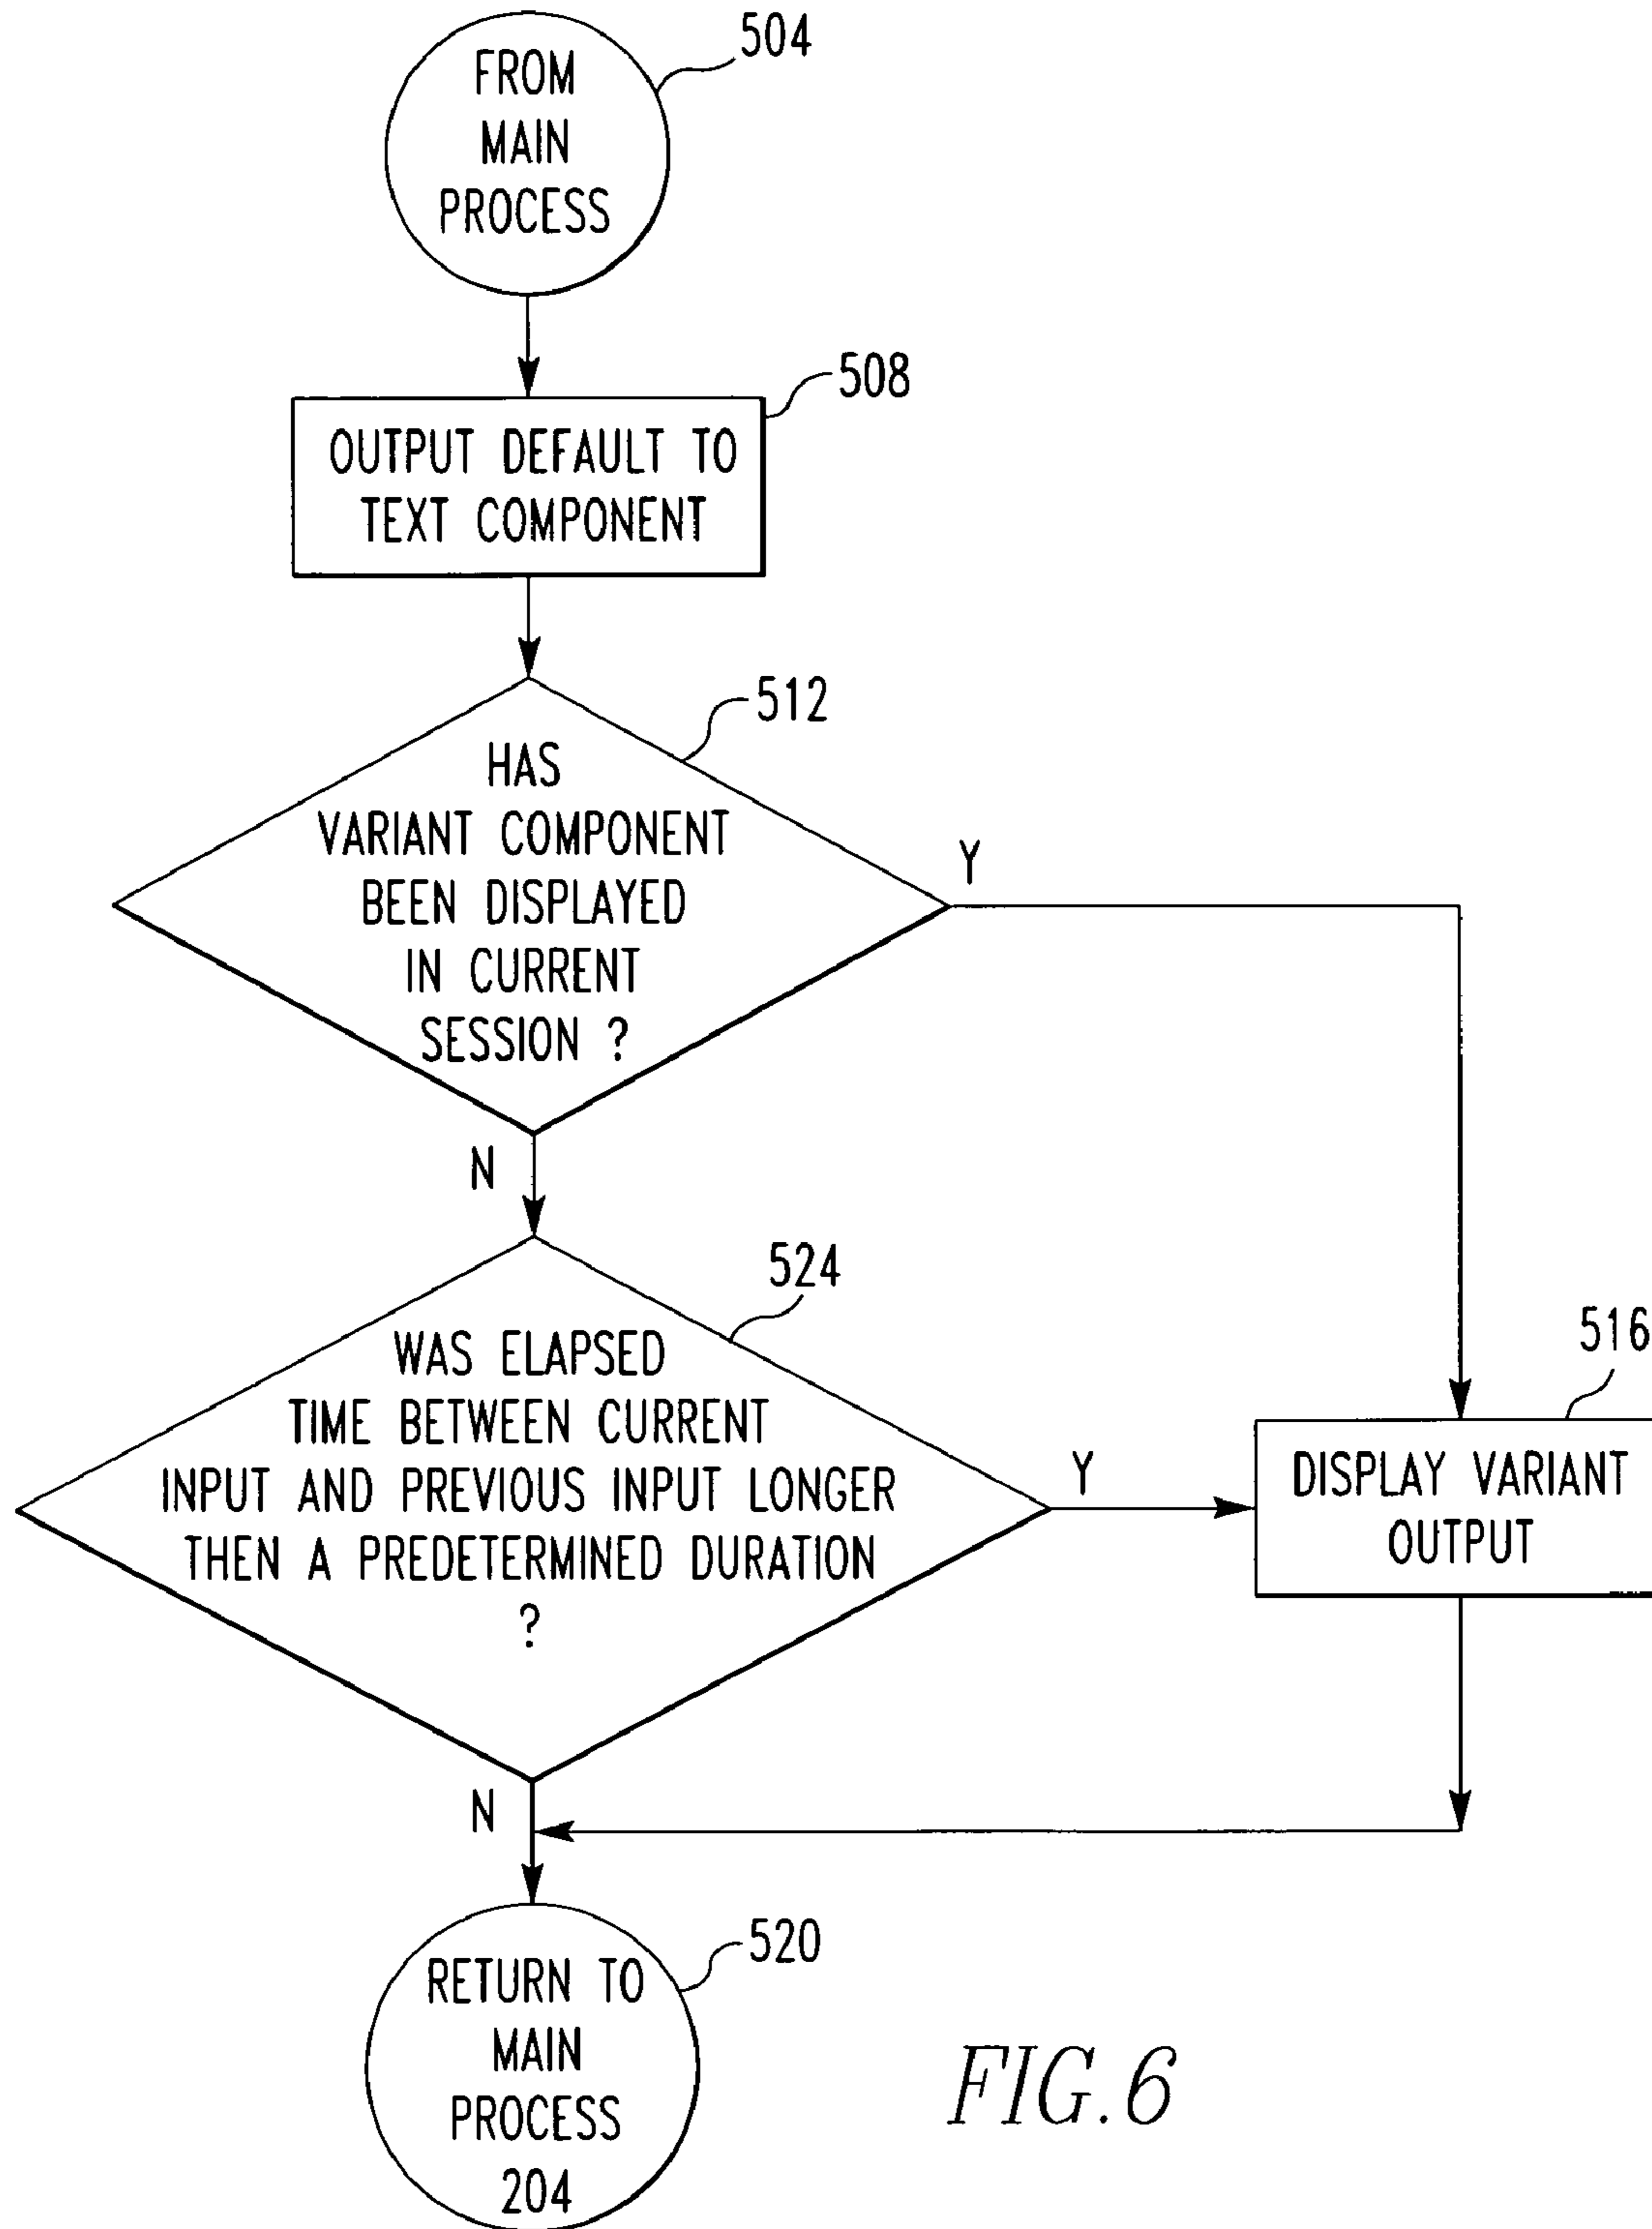 504
FROM
MAIN
PROCESS
508
OUTPUT DEFAULT TO
TEXT COMPONENT
512
HAS
VARIANT COMPONENT
BEEN DISPLAYED
IN CURRENT
SESSION ?
Y
N
524
WAS ELAPSED
TIME BETWEEN CURRENT
INPUT AND PREVIOUS INPUT LONGER
THEN A PREDETERMINED DURATION
?
Y
516
DISPLAY VARIANT
OUTPUT
N
520
RETURN TO
MAIN
PROCESS
204
FIG.6